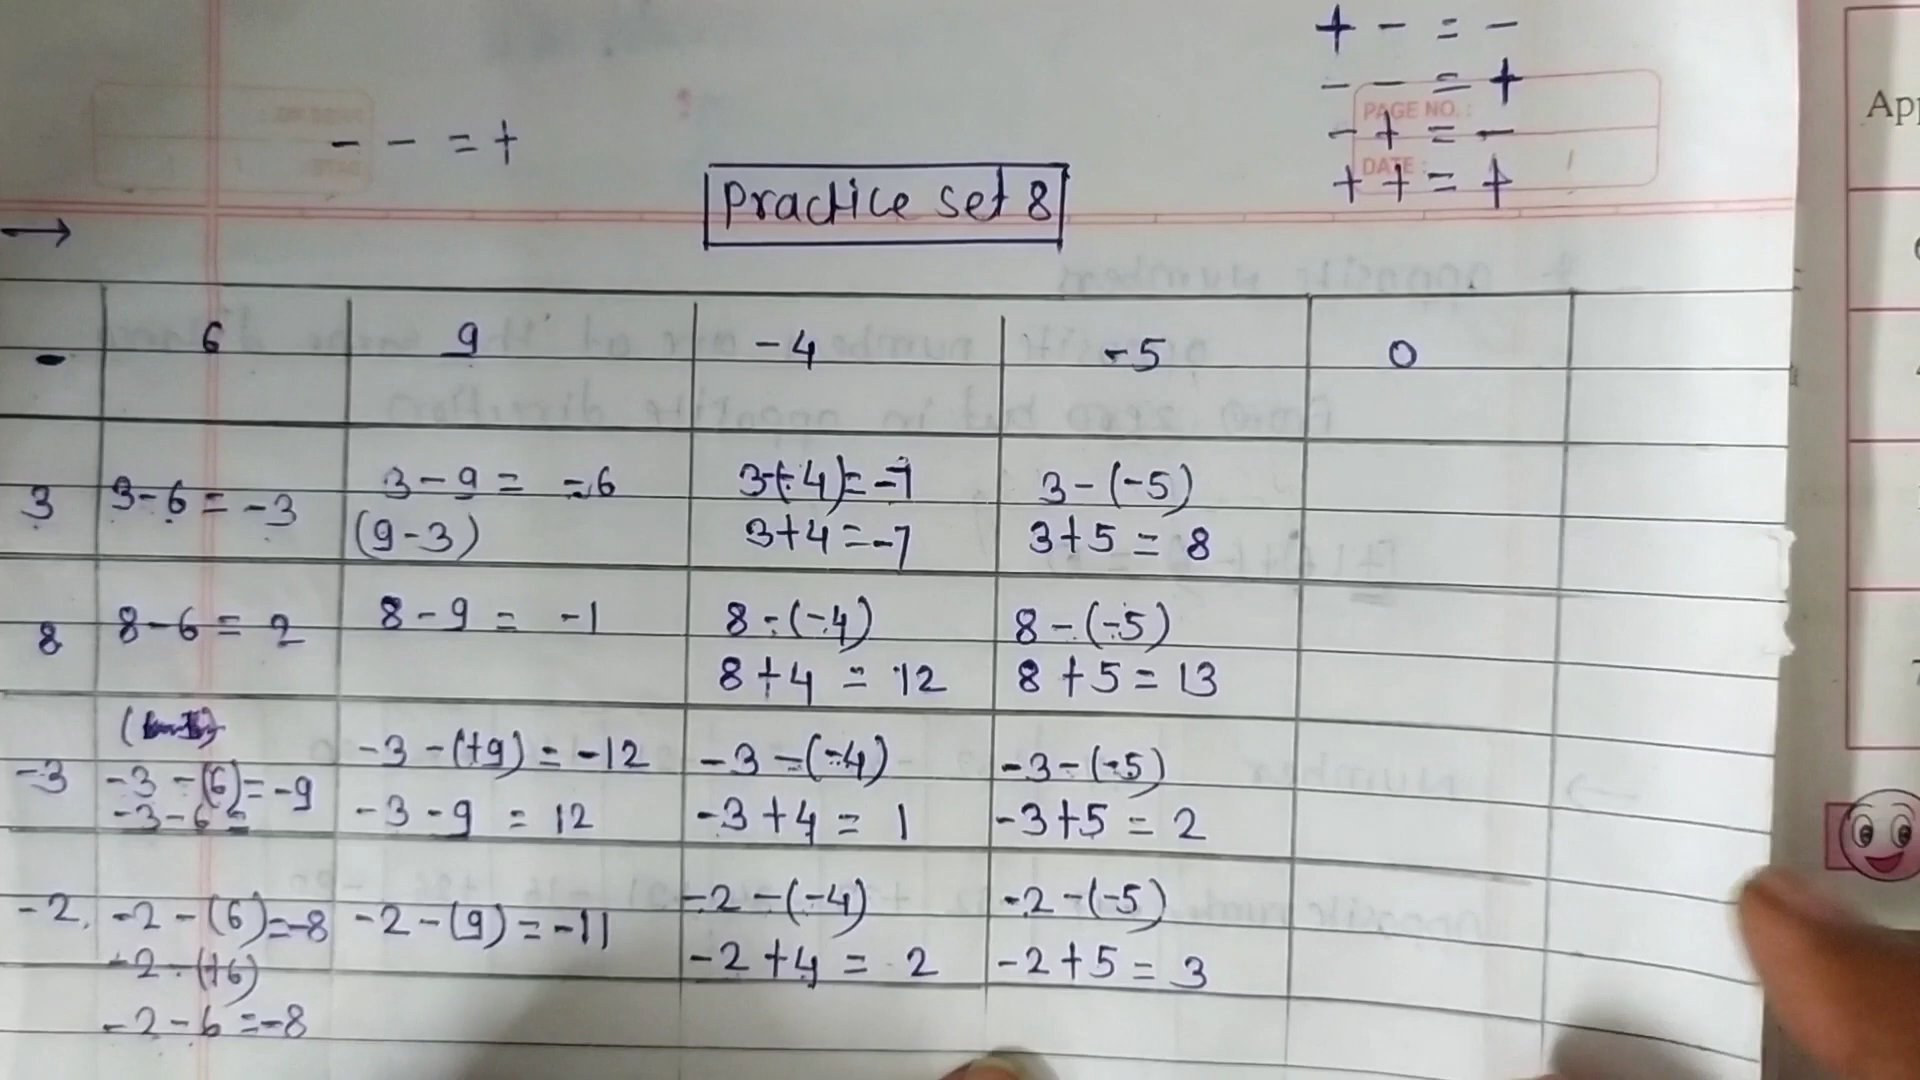 + - = -
- - = +
- + = -
+ + = +
PAGE NO. :
DATE :
- - = +
Practice set 8
→
- 6 9 -4 -5 0
3 3-6 = -3 3-9 = -6 3-(-4)= -7 3-(-5)
(9-3) 3+4 = -7 3+5 = 8
8 8-6 = 2 8-9 = -1 8-(-4) 8-(-5)
8+4 = 12 8+5 = 13
-3 -3-(6)= -9 -3-(+9) = -12 -3-(-4) -3-(-5)
-3-6 = -3-9 = 12 -3+4 = 1 -3+5 = 2
-2. -2-(6)=-8 -2-(9) = -11 -2-(-4) -2-(-5)
-2-(+6) -2+4 = 2 -2+5 = 3
-2-6 =-8